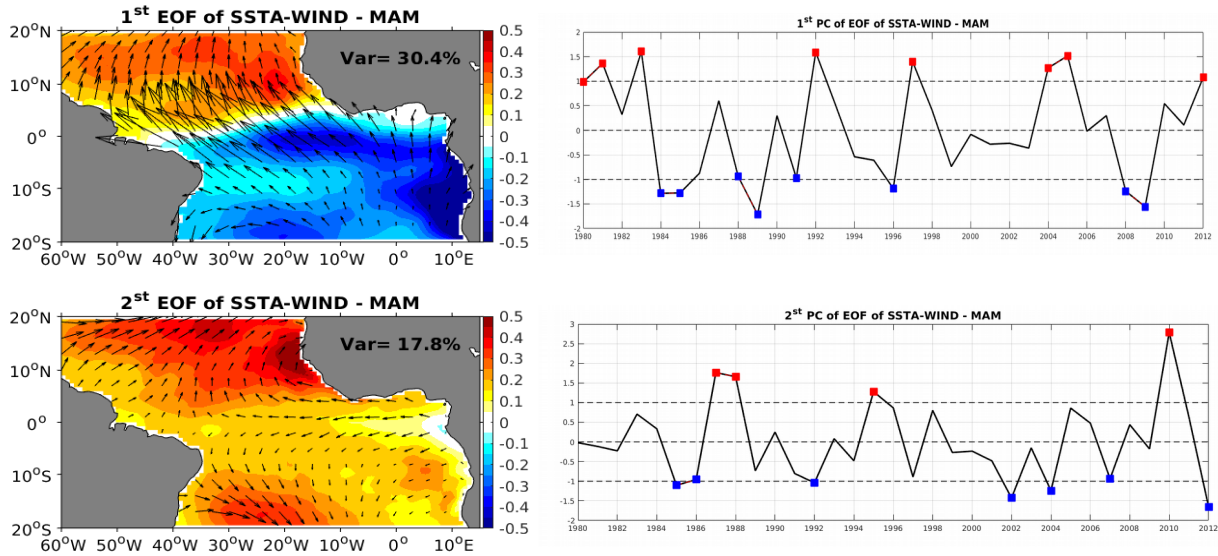 1st EOF of SSTA-WIND - MAM
20°N
10°N
0°
10°S
20°S
60°W 50°W 40°W 30°W 20°W 10°W 0° 10°E
Var= 30.4%
0.5
0.4
0.3
0.2
0.1
0
-0.1
-0.2
-0.3
-0.4
-0.5
1st PC of EOF of SSTA-WIND - MAM
2
1.5
1
0.5
0
-0.5
-1
-1.5
-2
1980 1982 1984 1986 1988 1990 1992 1994 1996 1998 2000 2002 2004 2006 2008 2010 2012
2nd EOF of SSTA-WIND - MAM
20°N
10°N
0°
10°S
20°S
60°W 50°W 40°W 30°W 20°W 10°W 0° 10°E
Var= 17.8%
0.5
0.4
0.3
0.2
0.1
0
-0.1
-0.2
-0.3
-0.4
-0.5
2st PC of EOF of SSTA-WIND - MAM
3
2.5
2
1.5
1
0.5
0
-0.5
-1
-1.5
-2
1980 1982 1984 1986 1988 1990 1992 1994 1996 1998 2000 2002 2004 2006 2008 2010 2012